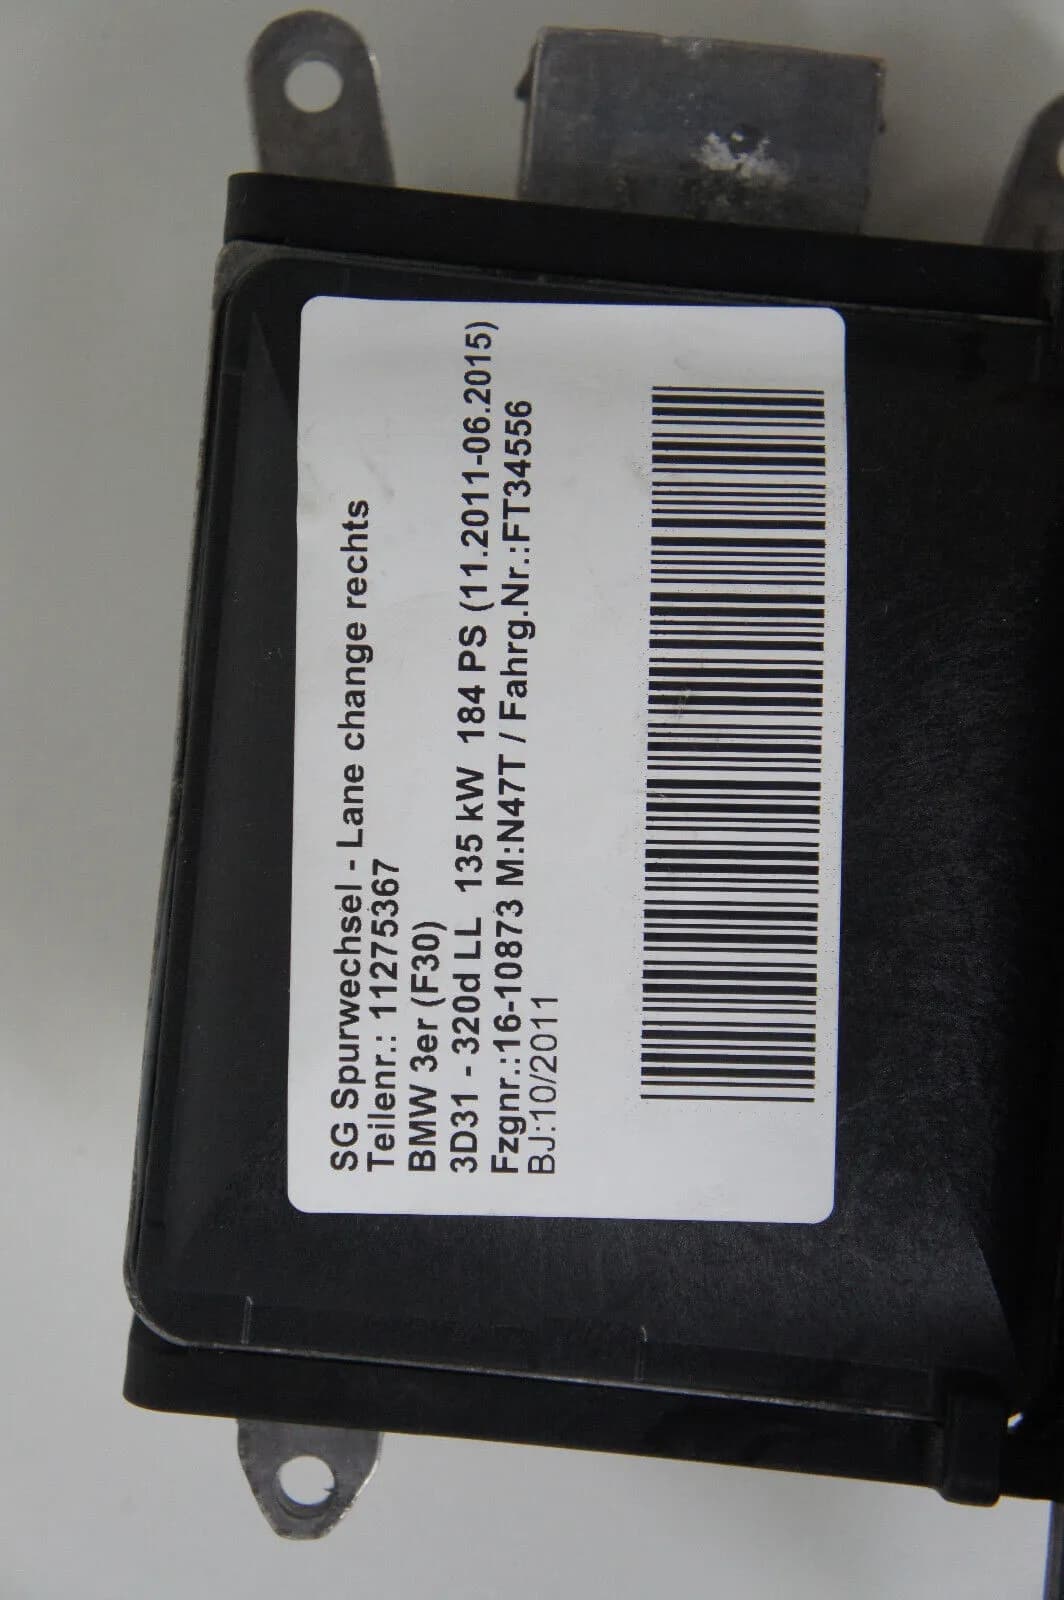 SG Spurwechsel - Lane change rechts
Teilenr.: 11275367
BMW 3er (F30)
3D31 - 320d LL 135 kW 184 PS (11.2011-06.2015)
Fzgnr.:16-10873 M:N47T / Fahrg.Nr.:FT34556
BJ:10/2011